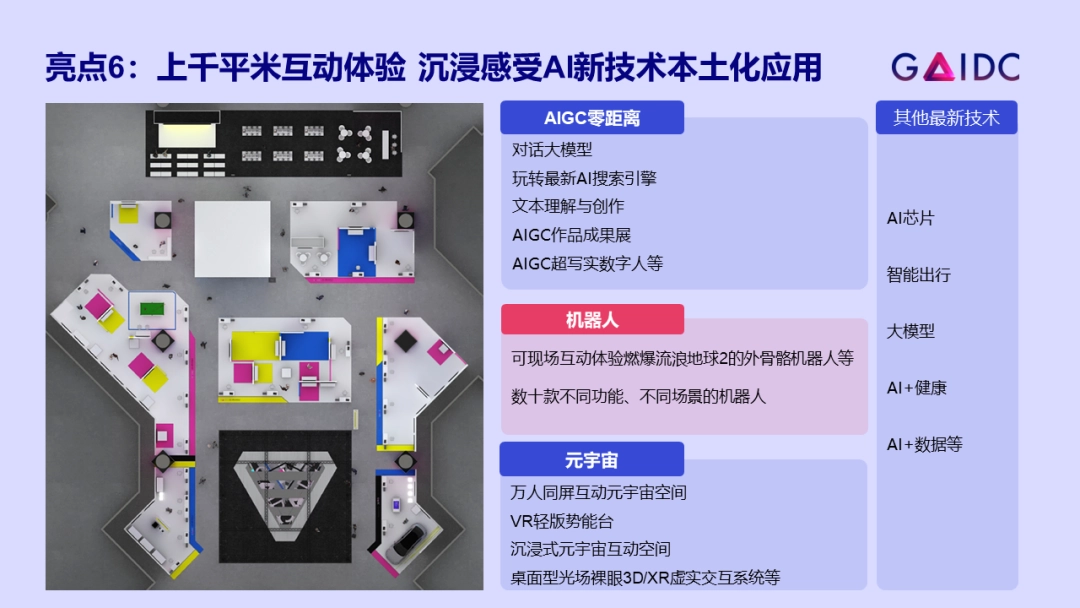 亮点6：上千平米互动体验 沉浸感受AI新技术本土化应用
GAIDC
AIGC零距离
对话大模型
玩转最新AI搜索引擎
文本理解与创作
AIGC作品成果展
AIGC超写实数字人等
机器人
可现场互动体验燃爆流浪地球2的外骨骼机器人等
数十款不同功能、不同场景的机器人
元宇宙
万人同屏互动元宇宙空间
VR轻版势能台
沉浸式元宇宙互动空间
桌面型光场裸眼3D/XR虚实交互系统等
其他最新技术
AI芯片
智能出行
大模型
AI+健康
AI+数据等